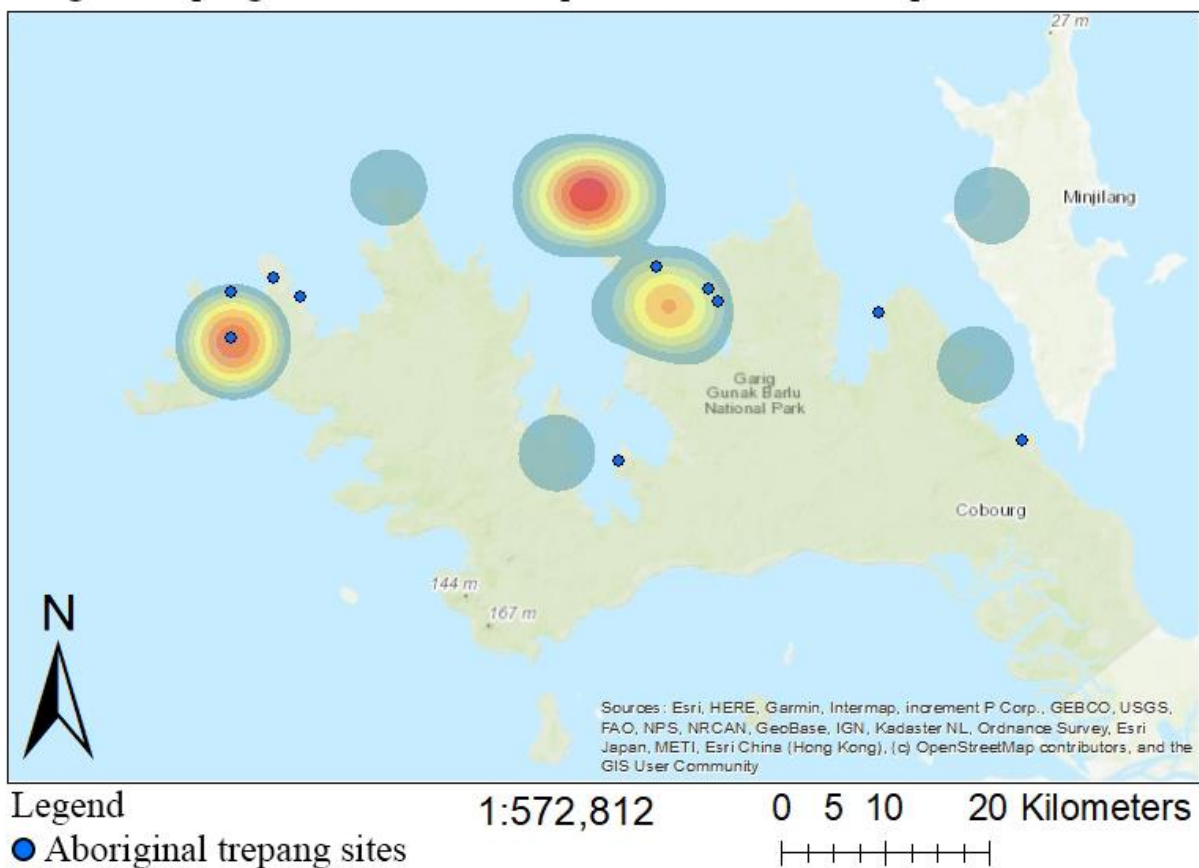 27 m
Minjilang
Garig
Gunak Barlu
National Park
Cobourg
144 m
167 m
N
Sources: Esri, HERE, Garmin, Intermap, increment P Corp., GEBCO, USGS,
FAO, NPS, NRCAN, GeoBase, IGN, Kadaster NL, Ordnance Survey, Esri
Japan, METI, Esri China (Hong Kong), (c) OpenStreetMap contributors, and the
GIS User Community
Legend
1:572,812
0 5 10 20 Kilometers
Aboriginal trepang sites